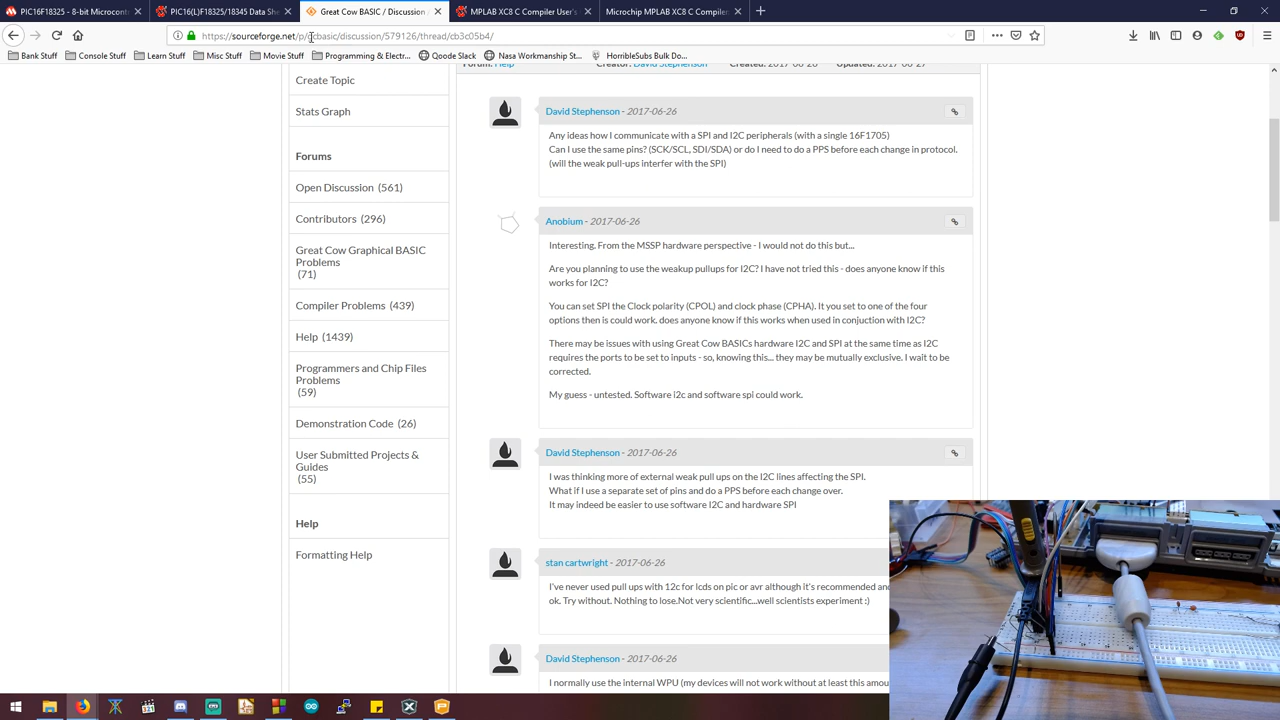 PIC16F18325 - 8-bit Microcont
PIC16(L)F18325/18345 Data She
Great Cow BASIC / Discussion /
MPLAB XC8 C Compiler User's
Microchip MPLAB XC8 C Compiler
https://sourceforge.net/p/gcbasic/discussion/579126/thread/cb3c05b4/
Bank Stuff
Console Stuff
Learn Stuff
Misc Stuff
Movie Stuff
Programming & Electr...
Qoode Slack
Nasa Workmanship St...
HorribleSubs Bulk Do...
Forum: Help
Creator: David Stephenson
Created: 2017-06-26
Updated: 2017-06-27
Create Topic
Stats Graph
Forums
Open Discussion (561)
Contributors (296)
Great Cow Graphical BASIC
Problems
(71)
Compiler Problems (439)
Help (1439)
Programmers and Chip Files
Problems
(59)
Demonstration Code (26)
User Submitted Projects &
Guides
(55)
Help
Formatting Help
David Stephenson - 2017-06-26
Any ideas how I communicate with a SPI and I2C peripherals (with a single 16F1705)
Can I use the same pins? (SCK/SCL, SDI/SDA) or do I need to do a PPS before each change in protocol.
(will the weak pull-ups interfer with the SPI)
Anobium - 2017-06-26
Interesting. From the MSSP hardware perspective - I would not do this but...
Are you planning to use the weakup pullups for I2C? I have not tried this - does anyone know if this
works for I2C?
You can set SPI the Clock polarity (CPOL) and clock phase (CPHA). It you set to one of the four
options then is could work. does anyone know if this works when used in conjuction with I2C?
There may be issues with using Great Cow BASICs hardware I2C and SPI at the same time as I2C
requires the ports to be set to inputs - so, knowing this... they may be mutually exclusive. I wait to be
corrected.
My guess - untested. Software i2c and software spi could work.
David Stephenson - 2017-06-26
I was thinking more of external weak pull ups on the I2C lines affecting the SPI.
What if I use a separate set of pins and do a PPS before each change over.
It may indeed be easier to use software I2C and hardware SPI
stan cartwright - 2017-06-26
I've never used pull ups with 12c for lcds on pic or avr although it's recommended and
ok. Try without. Nothing to lose.Not very scientific...well scientists experiment :)
David Stephenson - 2017-06-26
I normally use the internal WPU (my devices will not work without at least this amou